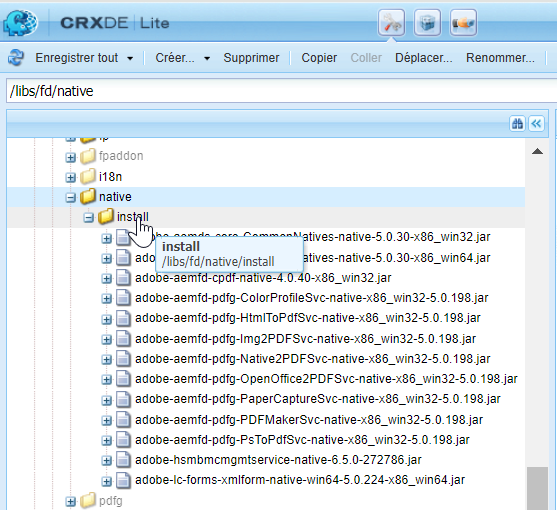 CRXDE | Lite
Enregistrer tout Créer... Supprimer Copier Coller Déplacer... Renommer...
/libs/fd/native
fpaddon
i18n
native
install
-native-5.0.30-x86_win32.jar
install
/libs/fd/native/install
-native-5.0.30-x86_win64.jar
adobe-aemfd-cpdf-native-4.0.40-x86_win32.jar
adobe-aemfd-pdfg-ColorProfileSvc-native-x86_win32-5.0.198.jar
adobe-aemfd-pdfg-HtmlToPdfSvc-native-x86_win32-5.0.198.jar
adobe-aemfd-pdfg-Img2PDFSvc-native-x86_win32-5.0.198.jar
adobe-aemfd-pdfg-Native2PDFSvc-native-x86_win32-5.0.198.jar
adobe-aemfd-pdfg-OpenOffice2PDFSvc-native-x86_win32-5.0.198.jar
adobe-aemfd-pdfg-PaperCaptureSvc-native-x86_win32-5.0.198.jar
adobe-aemfd-pdfg-PDFMakerSvc-native-x86_win32-5.0.198.jar
adobe-aemfd-pdfg-PsToPdfSvc-native-x86_win32-5.0.198.jar
adobe-hsmbmcmgmtservice-native-6.5.0-272786.jar
adobe-lc-forms-xmlform-native-win64-5.0.224-x86_win64.jar
pdfg